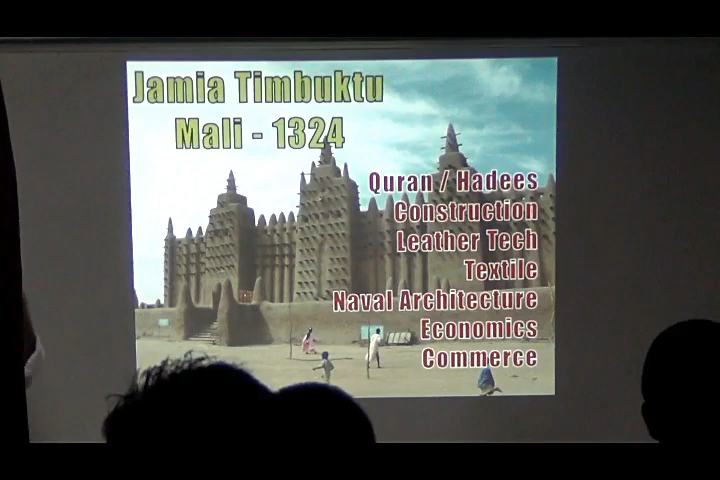 Jamia Timbuktu
Mali - 1324
Quran / Hadees
Construction
Leather Tech
Textile
Naval Architecture
Economics
Commerce